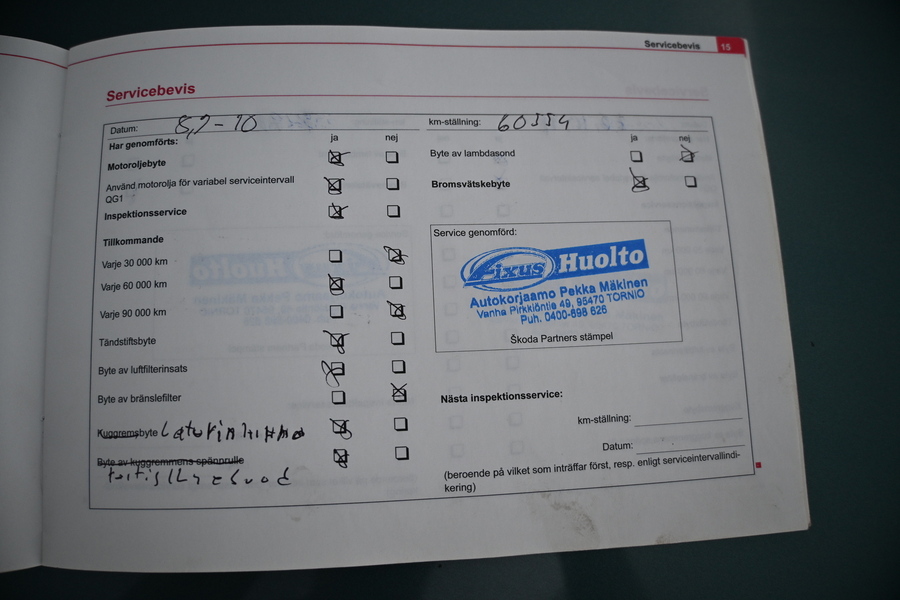 Servicebevis 15
Servicebevis
Datum: 8,7-10
km-ställning: 60354
Har genomförts:
ja nej
Motoroljebyte
Använd motorolja för variabel serviceintervall
QG1
Inspektionsservice
Tillkommande
Varje 30 000 km
Varje 60 000 km
Varje 90 000 km
Tändstiftsbyte
Byte av luftfilterinsats
Byte av bränslefilter
Kuggremsbyte Laturinhihna
Byte av kuggremmens spännrulle
ja nej
Byte av lambdasond
Bromsvätskebyte
Service genomförd:
Fixus Huolto
Autokorjaamo Pekka Mäkinen
Vanha Pirkkiöntie 49, 95470 TORNIO
Puh. 0400-698 626
Škoda Partners stämpel
Nästa inspektionsservice:
km-ställning:
Datum:
(beroende på vilket som inträffar först, resp. enligt serviceintervallindi-
kering)